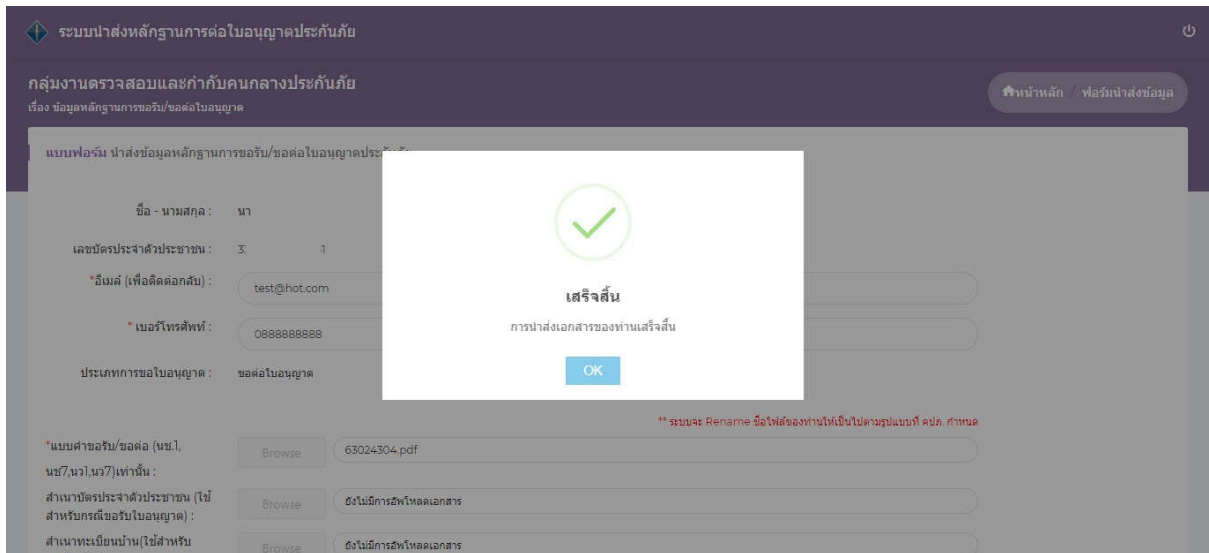 ระบบนำส่งหลักฐานการต่อใบอนุญาตประกันภัย
กลุ่มงานตรวจสอบและกำกับคนกลางประกันภัย
เรื่อง ข้อมูลหลักฐานการขอรับ/ขอต่อใบอนุญาต
หน้าหลัก / ฟอร์มนำส่งข้อมูล
แบบฟอร์ม นำส่งข้อมูลหลักฐานการขอรับ/ขอต่อใบอนุญาตประกันภัย
ชื่อ - นามสกุล : นา
เลขบัตรประจำตัวประชาชน : 3
*อีเมล์ (เพื่อติดต่อกลับ) : test@hot.com
* เบอร์โทรศัพท์ : 0888888888
ประเภทการขอใบอนุญาต : ขอต่อใบอนุญาต
เสร็จสิ้น
การนำส่งเอกสารของท่านเสร็จสิ้น
OK
** ระบบจะ Rename ชื่อไฟล์ของท่านให้เป็นไปตามรูปแบบที่ คปภ. กำหนด
*แบบคำขอรับ/ขอต่อ (นช.1,
นช7,นว1,นว7)เท่านั้น : Browse 63024304.pdf
สำเนาบัตรประจำตัวประชาชน (ใช้
สำหรับกรณีขอรับใบอนุญาต) : Browse ยังไม่มีการอัพโหลดเอกสาร
สำเนาทะเบียนบ้าน(ใช้สำหรับ
Browse ยังไม่มีการอัพโหลดเอกสาร